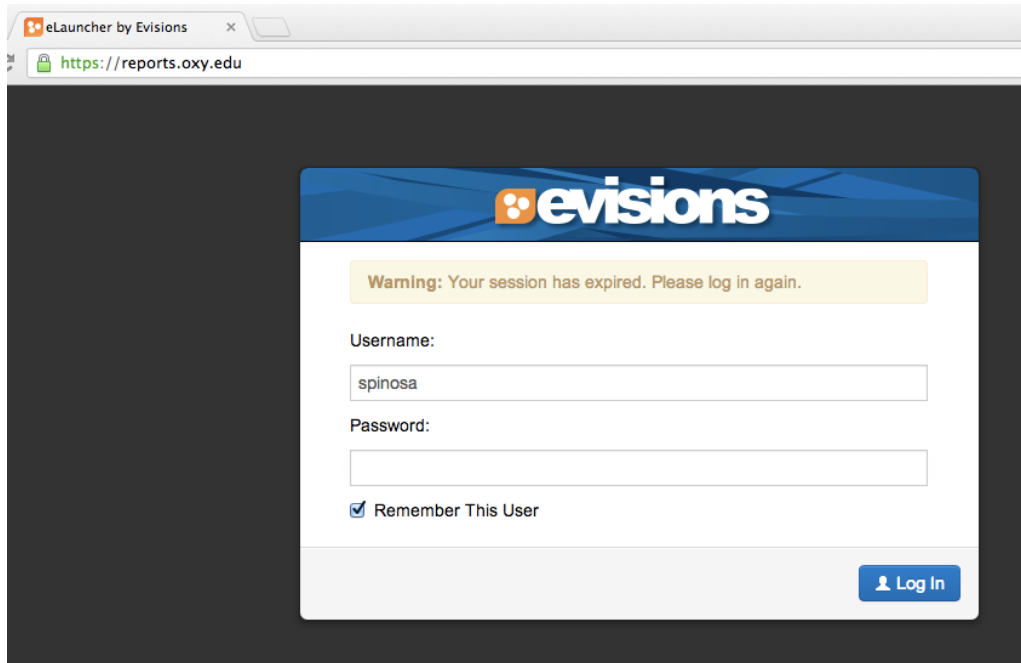 eLauncher by Evisions
https://reports.oxy.edu
evisions
Warning: Your session has expired. Please log in again.
Username:
spinosa
Password:
Remember This User
Log In